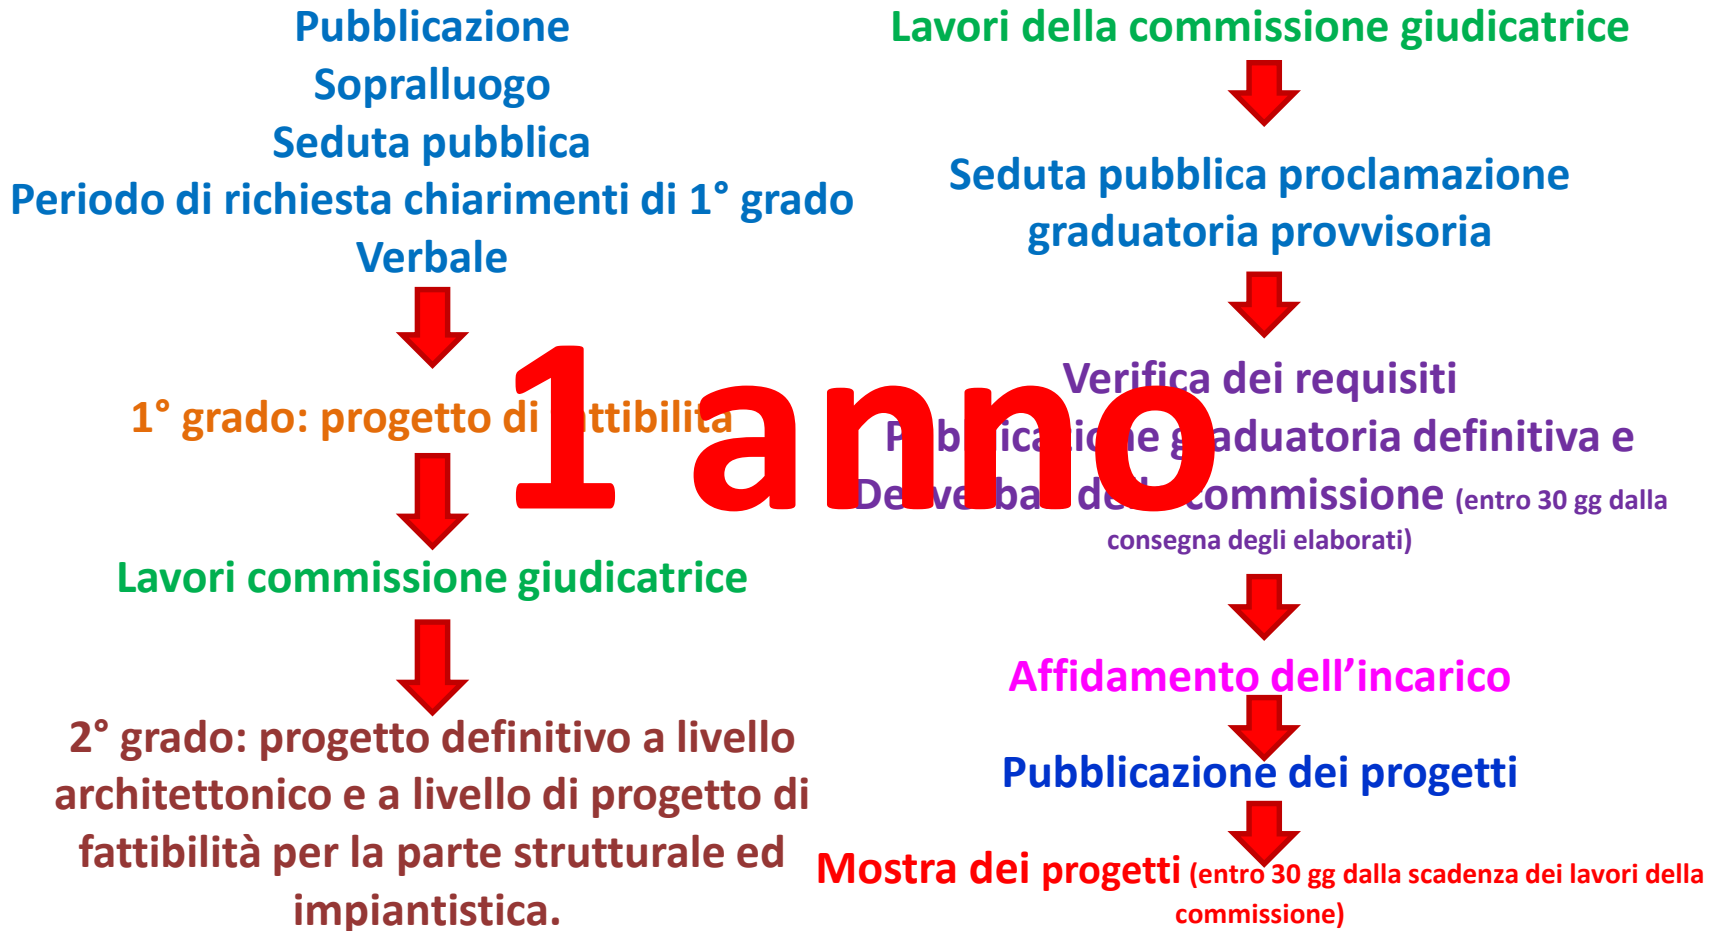 Pubblicazione
Sopralluogo
Seduta pubblica
Periodo di richiesta chiarimenti di 1° grado
Verbale
1° grado: progetto di
Lavori commissione giudicatrice
2° grado: progetto definitivo a livello
architettonico e a livello di progetto di
fattibilità per la parte strutturale ed
impiantistica.
Lavori della commissione giudicatrice
Seduta pubblica proclamazione
graduatoria provvisoria
Verifica dei requisiti
graduatoria definitiva e
commissione (entro 30 gg dalla
consegna degli elaborati)
Affidamento dell’incarico
Pubblicazione dei progetti
Mostra dei progetti (entro 30 gg dalla scadenza dei lavori della
commissione)
1 anno